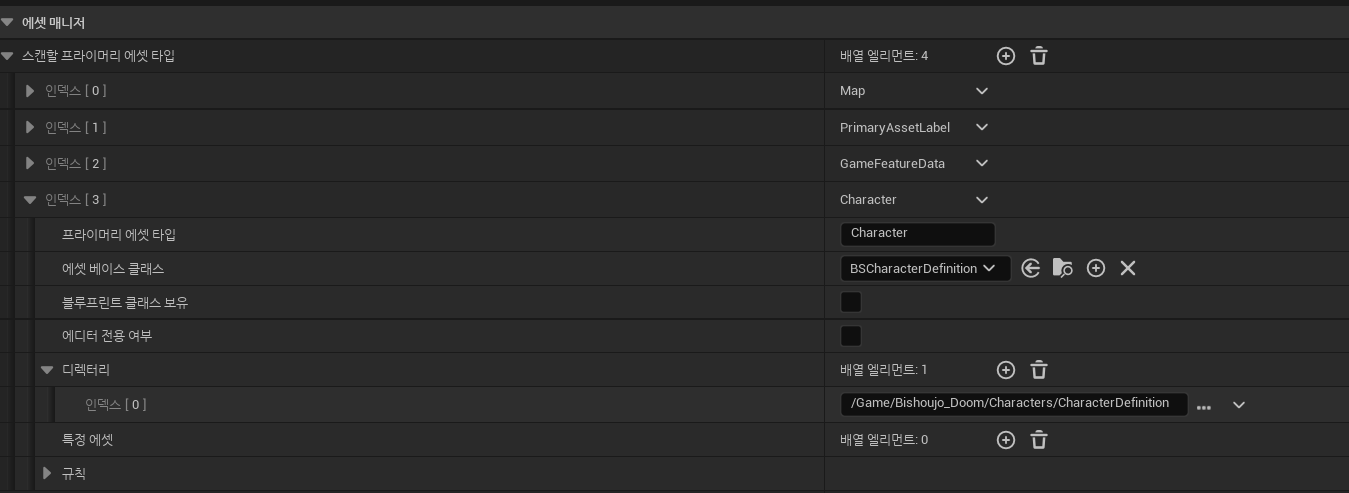 에셋 매니저
스캔할 프라이머리 에셋 타입 배열 엘리먼트: 4
인덱스 [ 0 ] Map
인덱스 [ 1 ] PrimaryAssetLabel
인덱스 [ 2 ] GameFeatureData
인덱스 [ 3 ] Character
프라이머리 에셋 타입 Character
에셋 베이스 클래스 BSCharacterDefinition
블루프린트 클래스 보유
에디터 전용 여부
디렉터리 배열 엘리먼트: 1
인덱스 [ 0 ] /Game/Bishoujo_Doom/Characters/CharacterDefinition
특정 에셋 배열 엘리먼트: 0
규칙